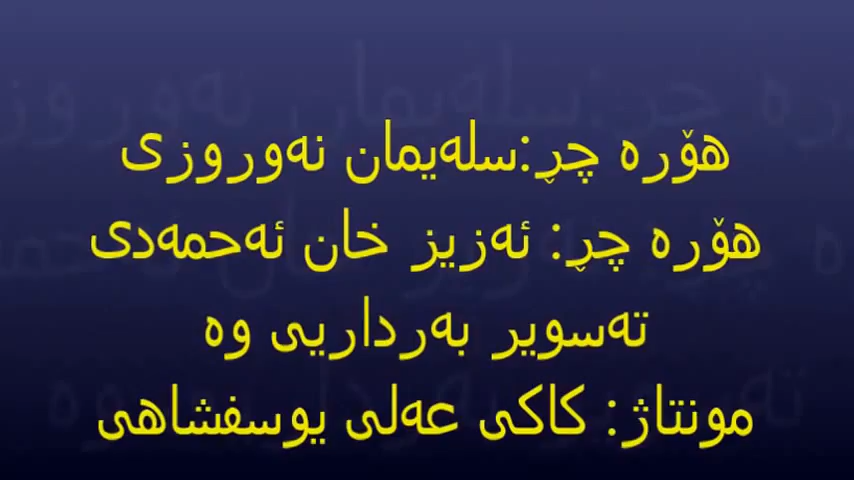 هۆرە چڕ:سلەیمان نەوروزی
هۆرە چڕ: ئەزیز خان ئەحمەدی
تەسویر بەرداریی وە
مونتاژ: کاکی عەلی یوسفشاهی